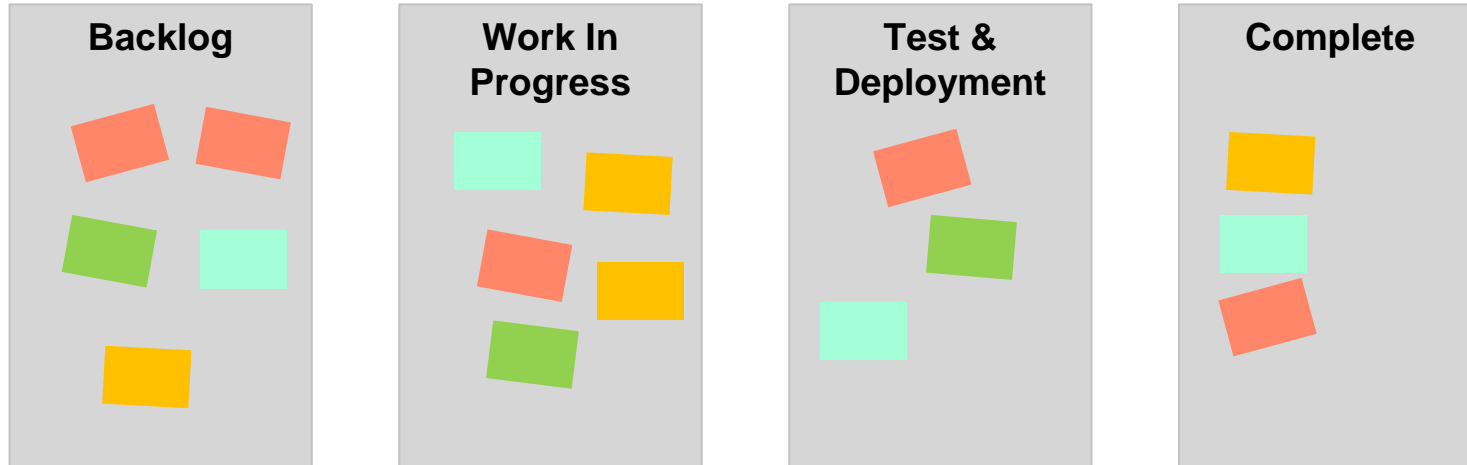 Backlog
Work In
Progress
Test &
Deployment
Complete